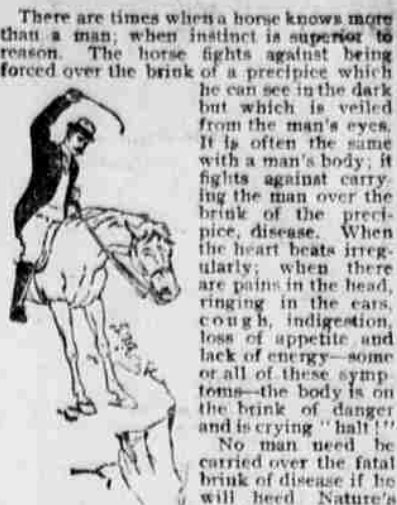 There are times when a horse knows more
than a man; when instinct is superior to
reason. The horse fights against being
forced over the brink of a precipice which
he can see in the dark
but which is veiled
from the man's eyes.
It is often the same
with a man's body; it
fights against carry-
ing the man over the
brink of the preci-
pice, disease. When
the heart beats irreg-
ularly; when there
are pains in the head,
ringing in the ears,
cough, indigestion,
loss of appetite and
lack of energy—some
or all of these symp-
toms—the body is on
the brink of danger
and is crying "halt!"
No man need be
carried over the fatal
brink of disease if he
will heed Nature's